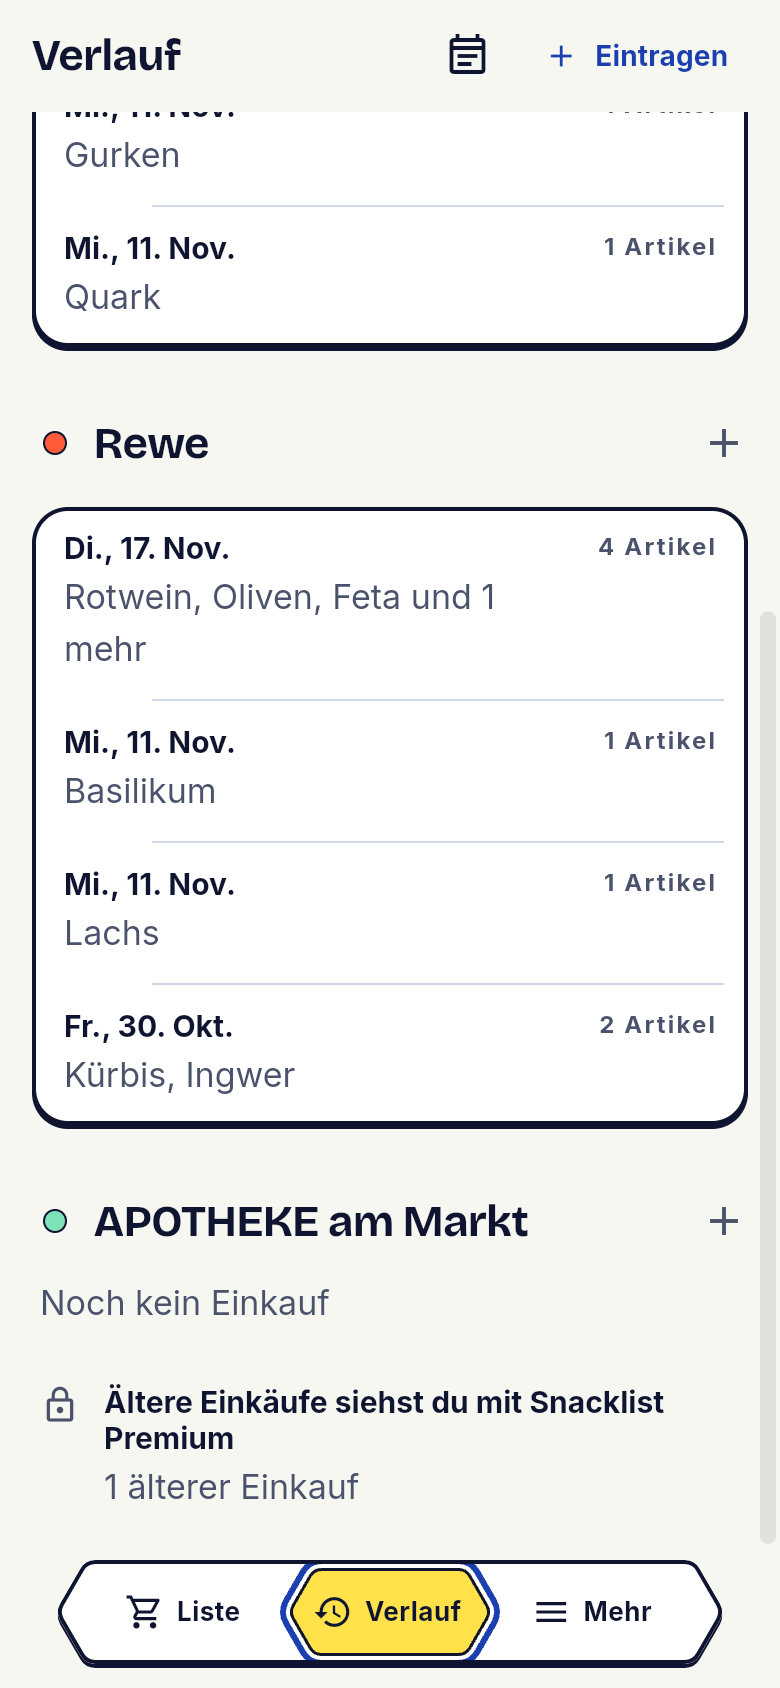 Verlauf
Eintragen
Gurken
Mi., 11. Nov.
1 Artikel
Quark
Rewe
Di., 17. Nov.
4 Artikel
Rotwein, Oliven, Feta und 1
mehr
Mi., 11. Nov.
1 Artikel
Basilikum
Mi., 11. Nov.
1 Artikel
Lachs
Fr., 30. Okt.
2 Artikel
Kürbis, Ingwer
APOTHEKE am Markt
Noch kein Einkauf
Ältere Einkäufe siehst du mit Snacklist
Premium
1 älterer Einkauf
Liste
Verlauf
Mehr